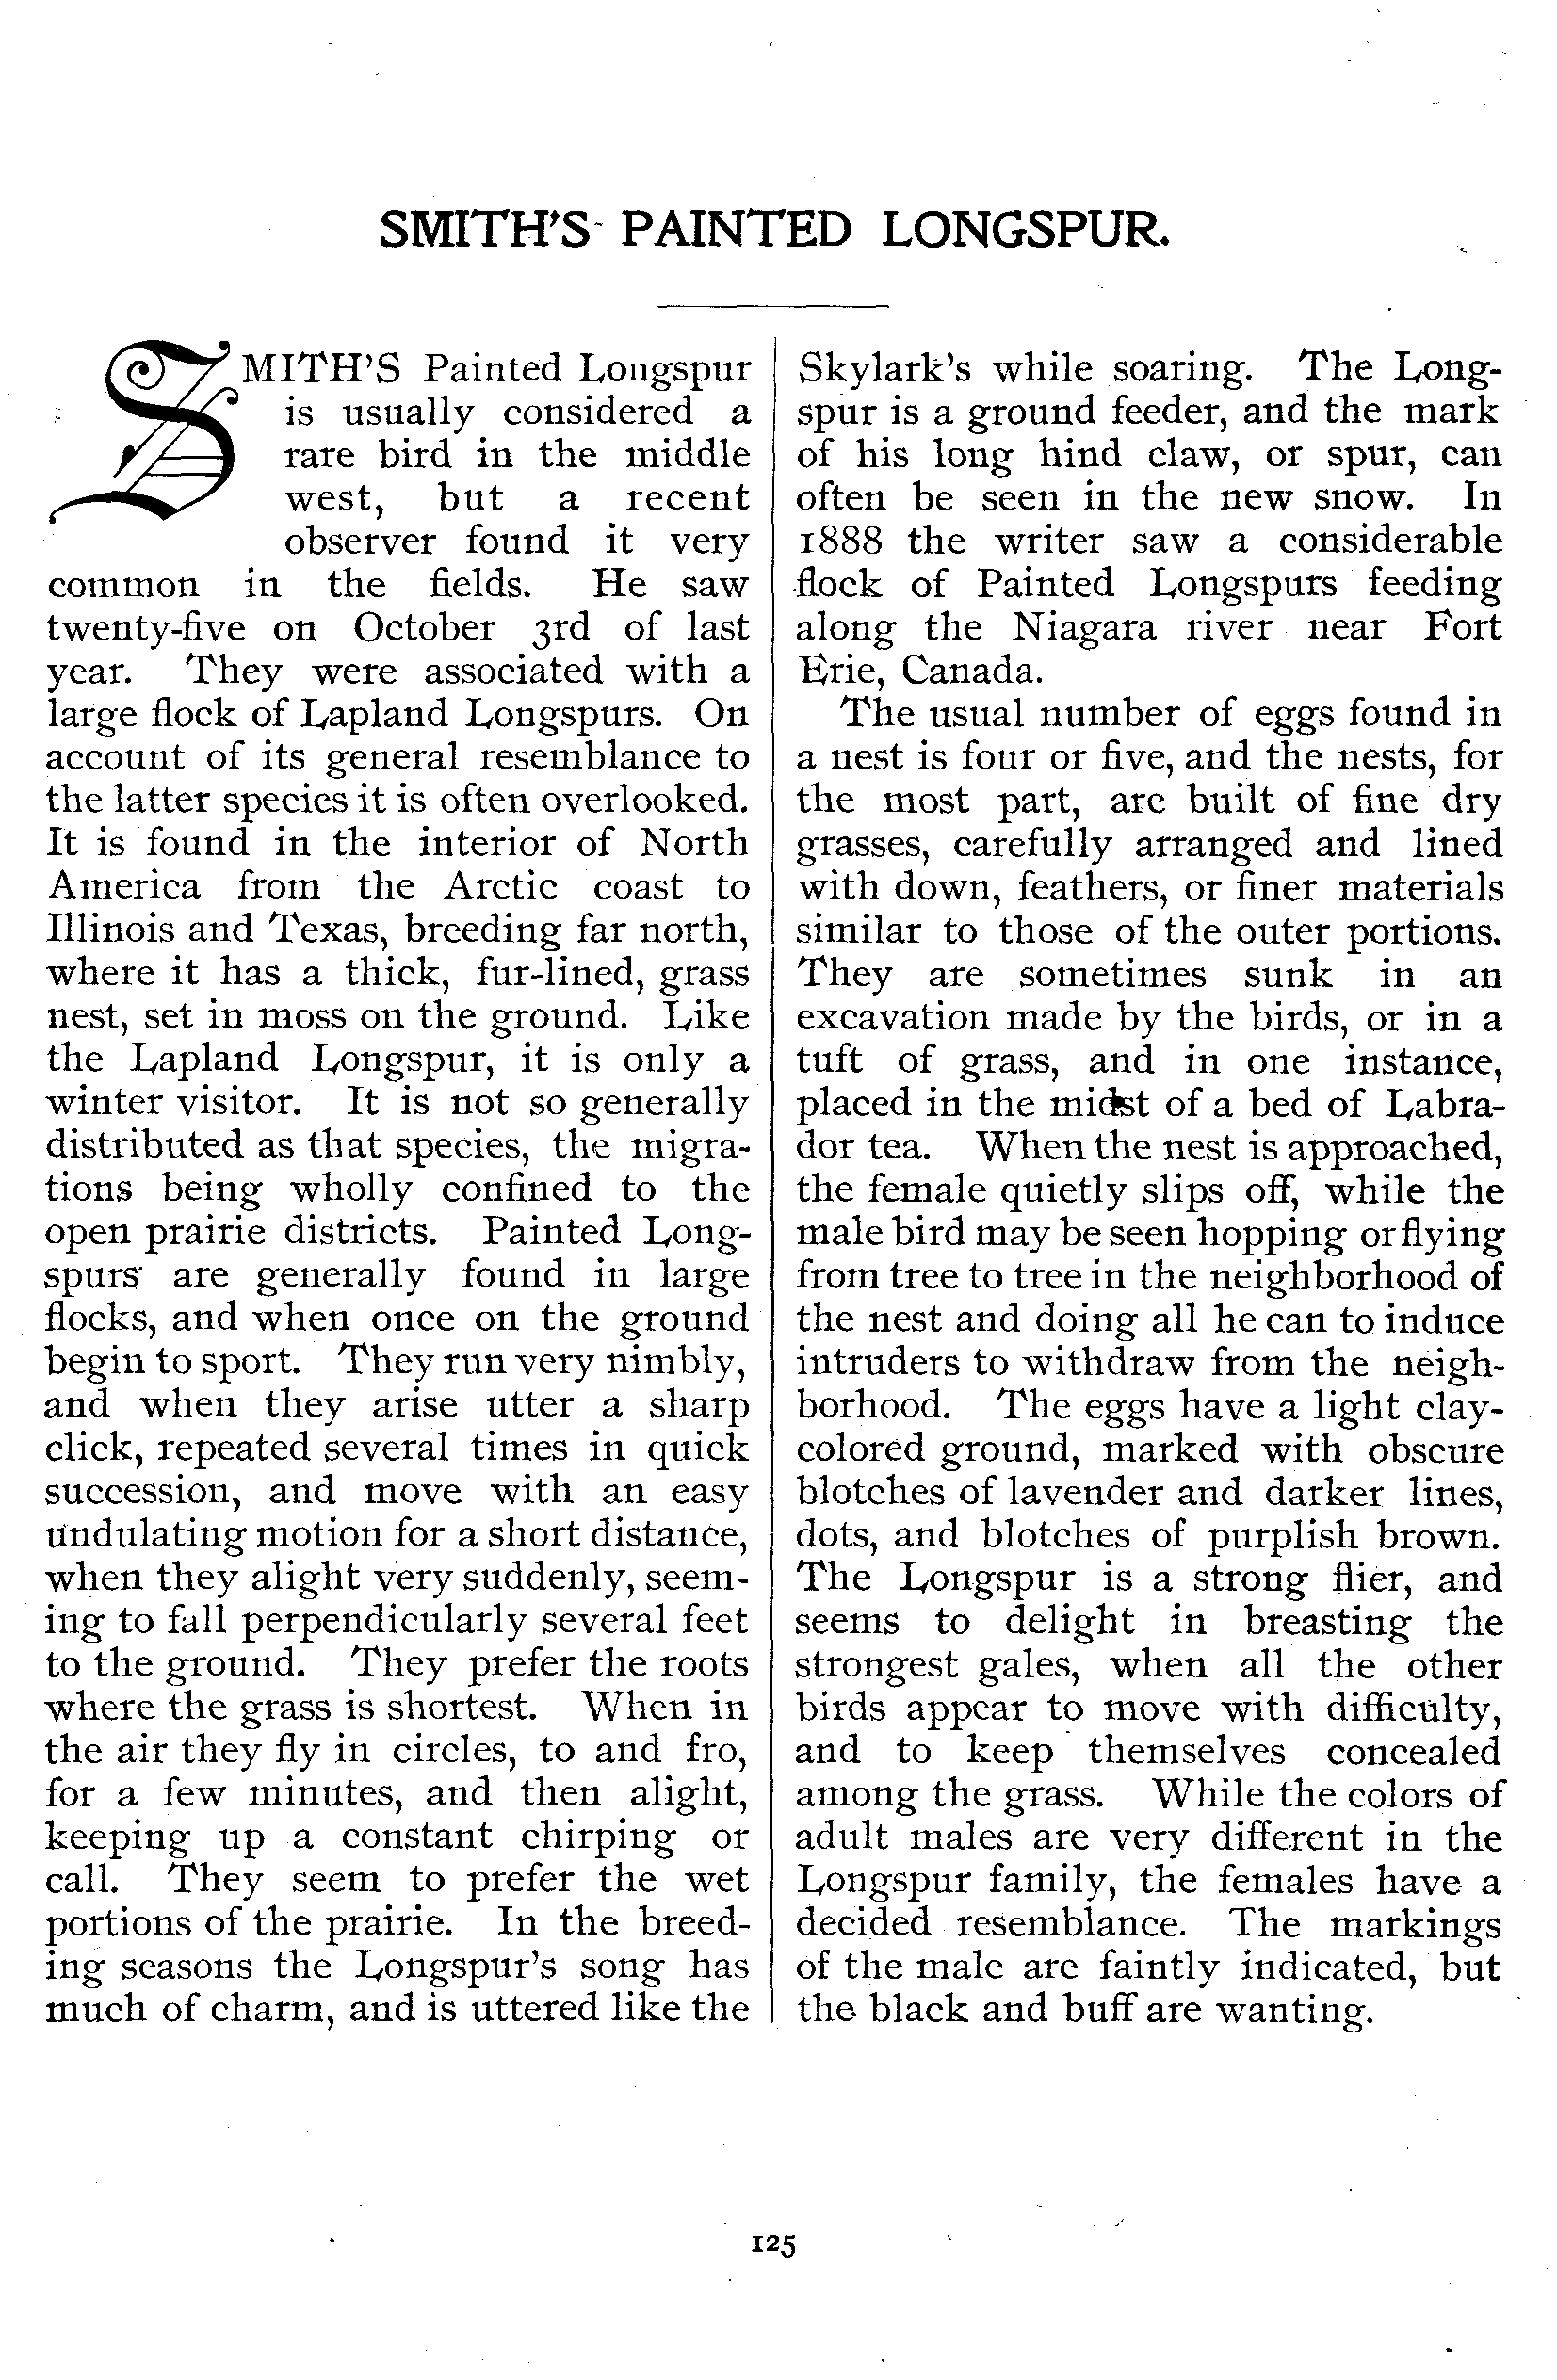 SMITH'S PAINTED LONGSPUR.
SMITH'S Painted Longspur
is usually considered a
rare bird in the middle
west, but a recent
observer found it very
common in the fields. He saw
twenty-five on October 3rd of last
year. They were associated with a
large flock of Lapland Longspurs. On
account of its general resemblance to
the latter species it is often overlooked.
It is found in the interior of North
America from the Arctic coast to
Illinois and Texas, breeding far north,
where it has a thick, fur-lined, grass
nest, set in moss on the ground. Like
the Lapland Longspur, it is only a
winter visitor. It is not so generally
distributed as that species, the migra-
tions being wholly confined to the
open prairie districts. Painted Long-
spurs are generally found in large
flocks, and when once on the ground
begin to sport. They run very nimbly,
and when they arise utter a sharp
click, repeated several times in quick
succession, and move with an easy
undulating motion for a short distance,
when they alight very suddenly, seem-
ing to fall perpendicularly several feet
to the ground. They prefer the roots
where the grass is shortest. When in
the air they fly in circles, to and fro,
for a few minutes, and then alight,
keeping up a constant chirping or
call. They seem to prefer the wet
portions of the prairie. In the breed-
ing seasons the Longspur's song has
much of charm, and is uttered like the
Skylark's while soaring. The Long-
spur is a ground feeder, and the mark
of his long hind claw, or spur, can
often be seen in the new snow. In
1888 the writer saw a considerable
flock of Painted Longspurs feeding
along the Niagara river near Fort
Erie, Canada.
The usual number of eggs found in
a nest is four or five, and the nests, for
the most part, are built of fine dry
grasses, carefully arranged and lined
with down, feathers, or finer materials
similar to those of the outer portions.
They are sometimes sunk in an
excavation made by the birds, or in a
tuft of grass, and in one instance,
placed in the midst of a bed of Labra-
dor tea. When the nest is approached,
the female quietly slips off, while the
male bird may be seen hopping or flying
from tree to tree in the neighborhood of
the nest and doing all he can to induce
intruders to withdraw from the neigh-
borhood. The eggs have a light clay-
colored ground, marked with obscure
blotches of lavender and darker lines,
dots, and blotches of purplish brown.
The Longspur is a strong flier, and
seems to delight in breasting the
strongest gales, when all the other
birds appear to move with difficulty,
and to keep themselves concealed
among the grass. While the colors of
adult males are very different in the
Longspur family, the females have a
decided resemblance. The markings
of the male are faintly indicated, but
the black and buff are wanting.
125